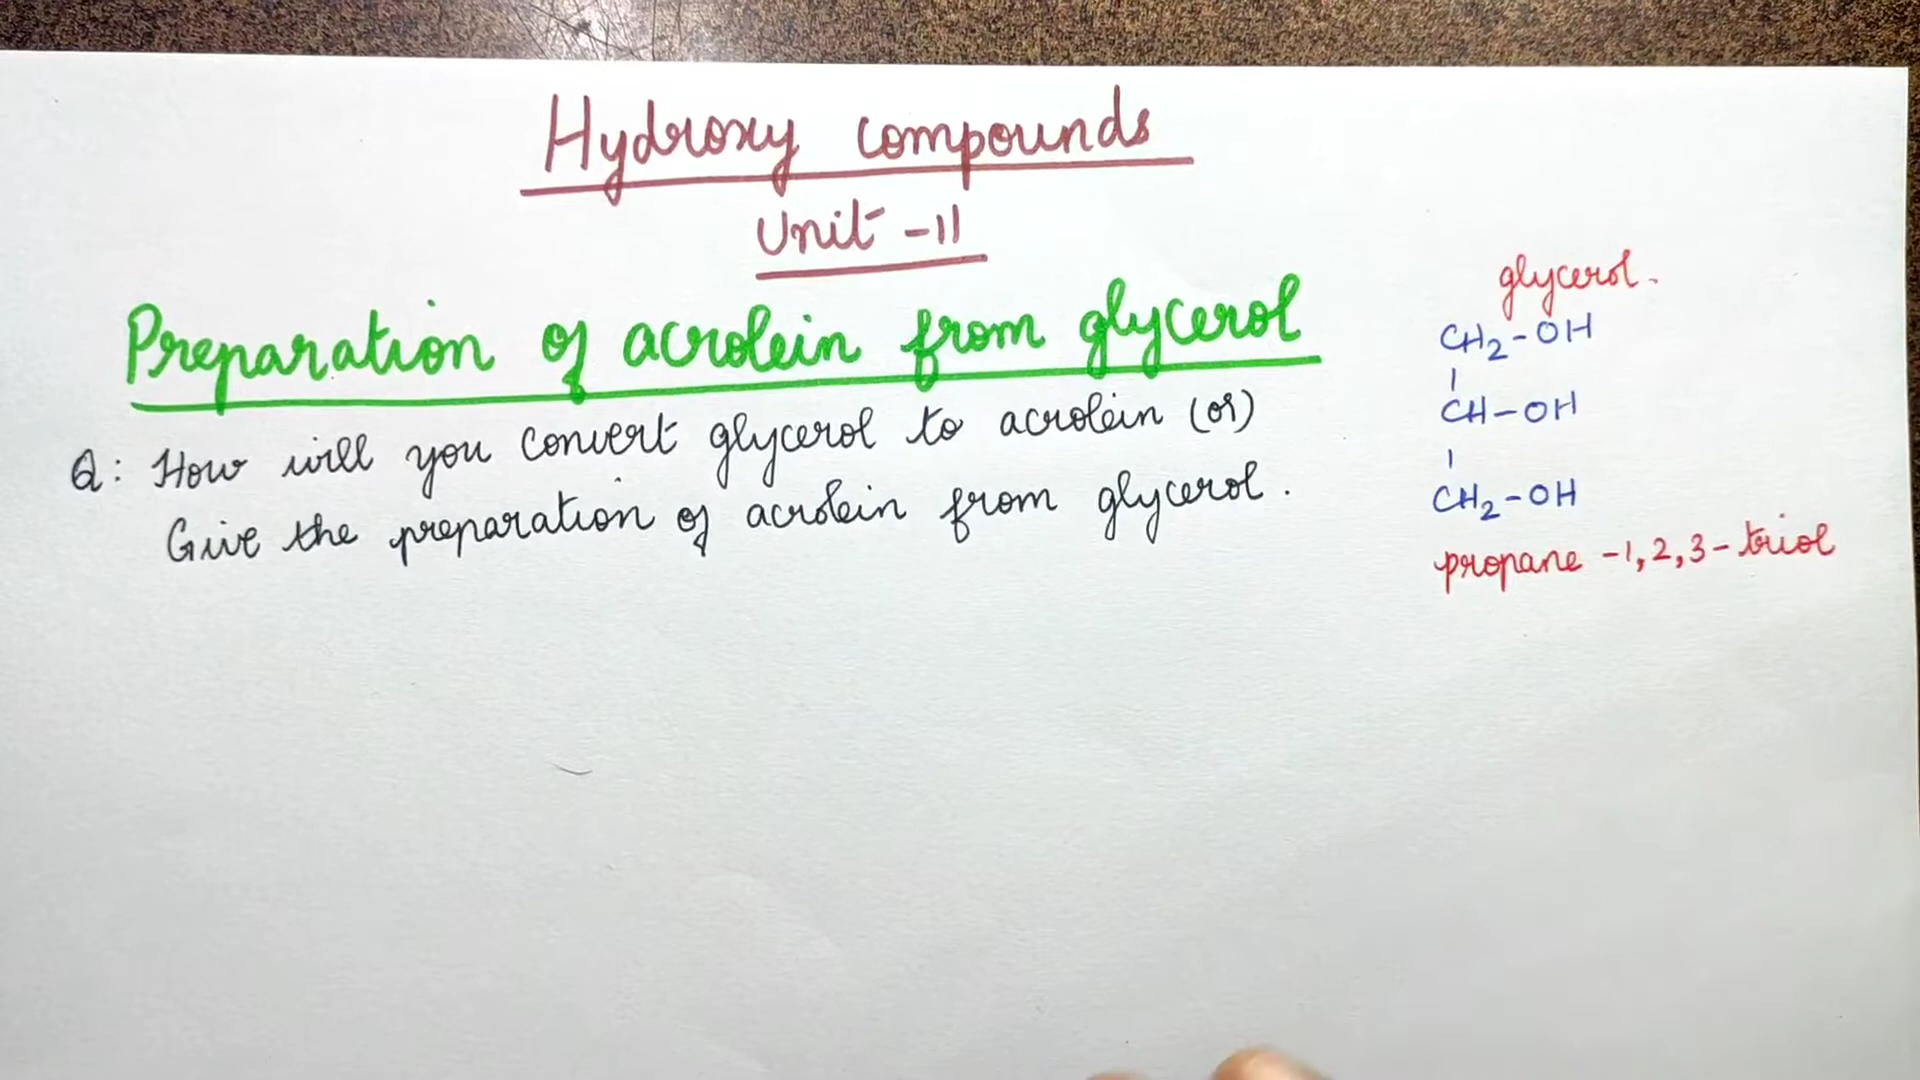 Hydroxy compounds
Unit -11
Preparation of acrolein from glycerol
Q: How will you convert glycerol to acrolein (or)
Give the preparation of acrolein from glycerol.
glycerol.
CH₂-OH
CH-OH
CH₂-OH
propane -1,2,3-triol